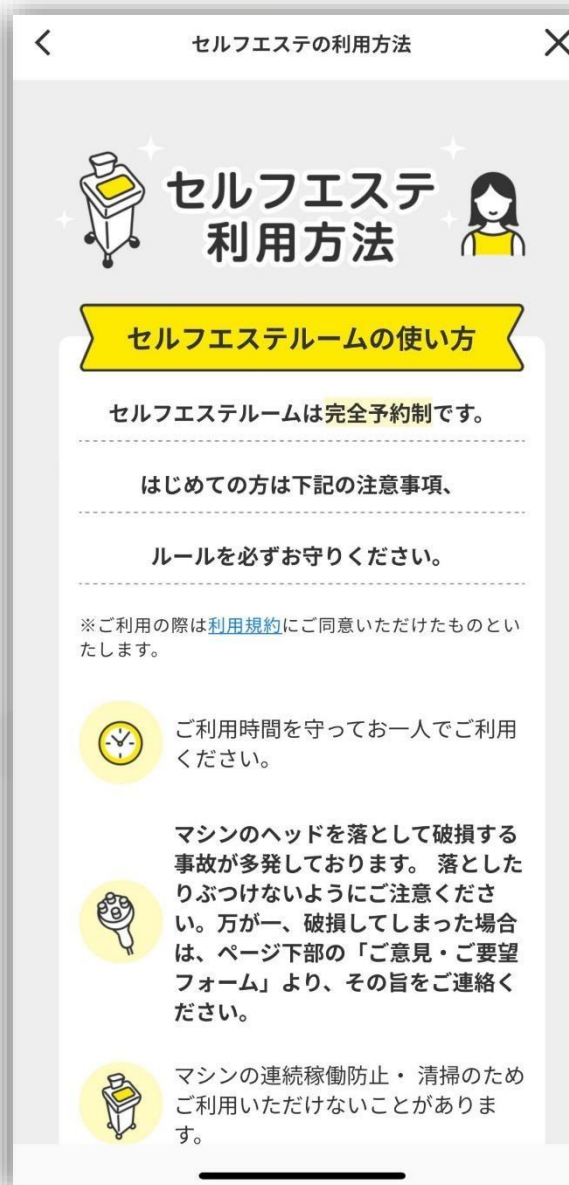 セルフエステの利用方法
セルフエステ
利用方法
セルフエステルームの使い方
セルフエステルームは完全予約制です。
はじめての方は下記の注意事項、
ルールを必ずお守りください。
※ご利用の際は利用規約にご同意いただけたものとい
たします。
ご利用時間を守ってお一人でご利用
ください。
マシンのヘッドを落として破損する
事故が多発しております。 落とした
りぶつけないようにご注意くださ
い。万が一、破損してしまった場合
は、ページ下部の「ご意見・ご要望
フォーム」より、その旨をご連絡く
ださい。
マシンの連続稼働防止・ 清掃のため
ご利用いただけないことがありま
す。